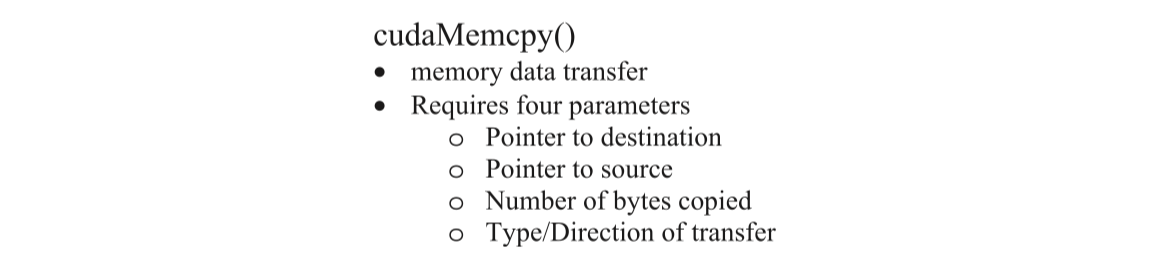 cudaMemcpy()
• memory data transfer
• Requires four parameters
o Pointer to destination
o Pointer to source
o Number of bytes copied
o Type/Direction of transfer